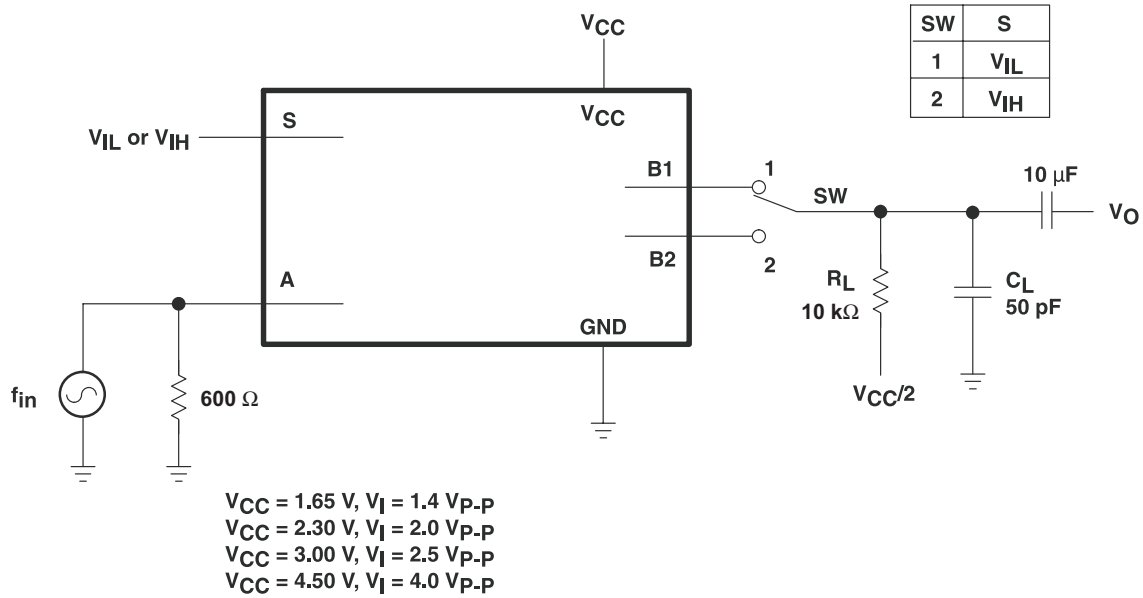 VCC
SW S
1 VIL
2 VIH
VCC
S
VIL or VIH
B1
1
SW
10 μF
VO
B2
2
A
RL
10 kΩ
CL
50 pF
GND
fin
600 Ω
VCC/2
VCC = 1.65 V, VI = 1.4 VP-P
VCC = 2.30 V, VI = 2.0 VP-P
VCC = 3.00 V, VI = 2.5 VP-P
VCC = 4.50 V, VI = 4.0 VP-P